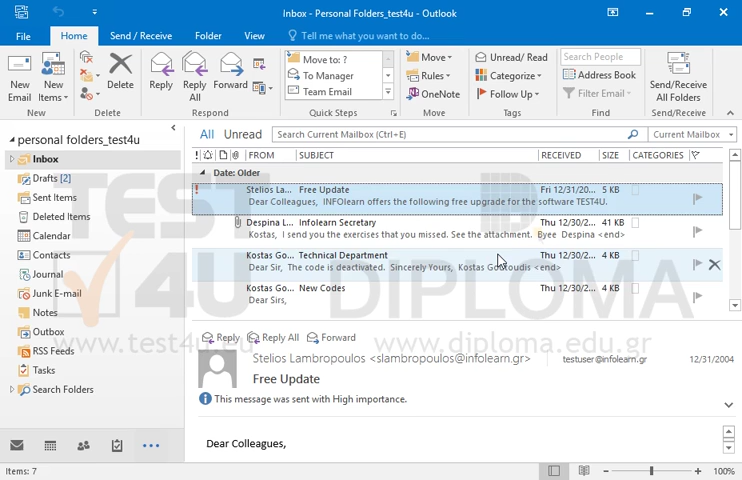 Inbox - Personal Folders_test4u - Outlook
File Home Send / Receive Folder View Tell me what you want to do...
New Email
New Items
Delete
Reply
Reply All
Forward
Move to: ?
To Manager
Team Email
Move
Rules
OneNote
Unread/ Read
Categorize
Follow Up
Search People
Address Book
Filter Email
Send/Receive All Folders
New Delete Respond Quick Steps Move Tags Find Send/Receive
personal folders_test4u
Inbox
Drafts [2]
Sent Items
Deleted Items
Calendar
Contacts
Journal
Junk E-mail
Notes
Outbox
RSS Feeds
Tasks
Search Folders
All Unread Search Current Mailbox (Ctrl+E) Current Mailbox
FROM SUBJECT RECEIVED SIZE CATEGORIES
Date: Older
Stelios La... Free Update Fri 12/31/20... 5 KB
Dear Colleagues, INFOlearn offers the following free upgrade for the software TEST4U.
Despina L... Infolearn Secretary Thu 12/30/2... 41 KB
Kostas, I send you the exercises that you missed. See the attachment. Byee Despina <end>
Kostas Go... Technical Department Thu 12/30/2... 4 KB
Dear Sir, The code is deactivated. Sincerely Yours, Kostas Gourtoudis <end>
Kostas Go... New Codes Thu 12/30/2... 4 KB
Dear Sirs,
TEST 4U DIPLOMA
www.test4u.eu www.diploma.edu.gr
Reply Reply All Forward
Stelios Lambropoulos <slambropoulos@infolearn.gr> testuser@infolearn.gr 12/31/2004
Free Update
This message was sent with High importance.
Dear Colleagues,
Items: 7 100%